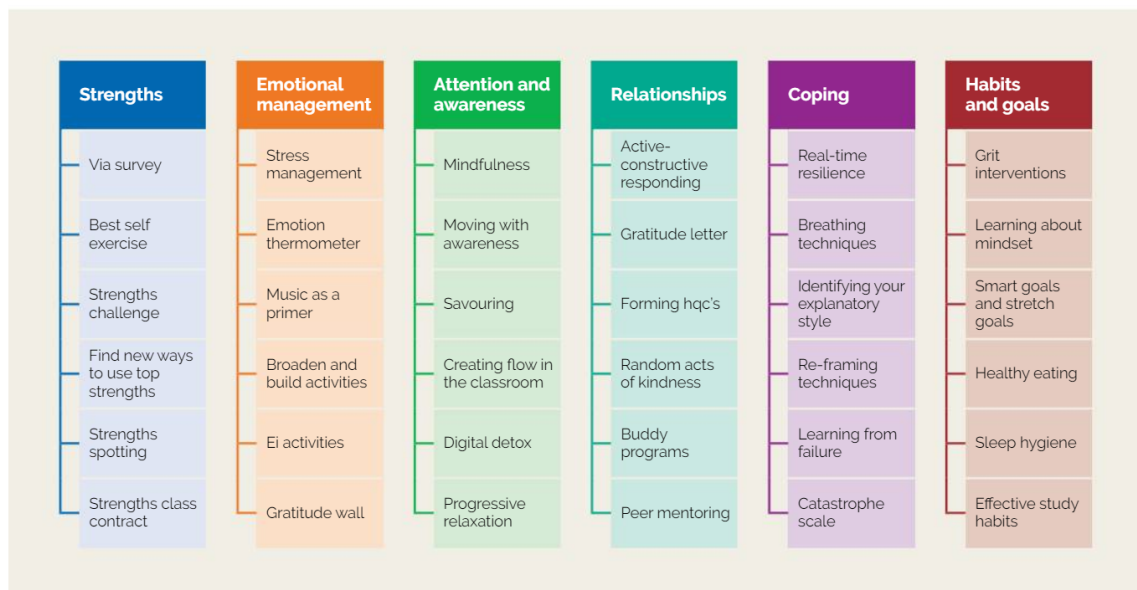 Strengths
Via survey
Best self
exercise
Strengths
challenge
Find new ways
to use top
strengths
Strengths
spotting
Strengths class
contract
Emotional
management
Stress
management
Emotion
thermometer
Music as a
primer
Broaden and
build activities
Ei activities
Gratitude wall
Attention and
awareness
Mindfulness
Moving with
awareness
Savouring
Creating flow in
the classroom
Digital detox
Progressive
relaxation
Relationships
Active-
constructive
responding
Gratitude letter
Forming hqc's
Random acts
of kindness
Buddy
programs
Peer mentoring
Coping
Real-time
resilience
Breathing
techniques
Identifying your
explanatory
style
Re-framing
techniques
Learning from
failure
Catastrophe
scale
Habits
and goals
Grit
interventions
Learning about
mindset
Smart goals
and stretch
goals
Healthy eating
Sleep hygiene
Effective study
habits